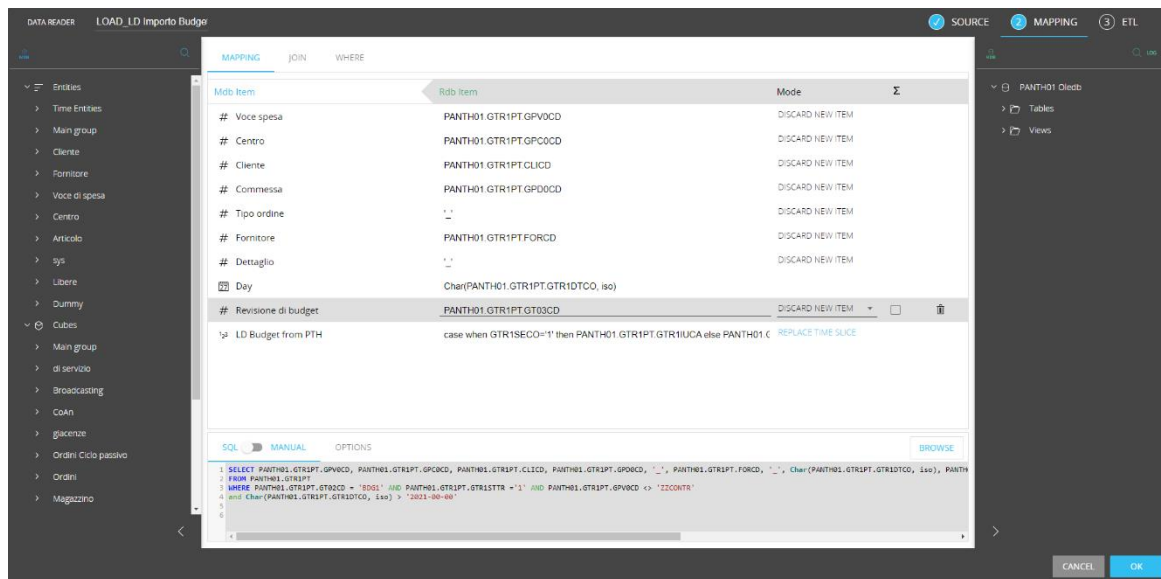 DATA READER LOAD_LD Importo Budge
SOURCE 2 MAPPING 3 ETL
Entities
Time Entities
Main group
Cliente
Fornitore
Voce di spesa
Centro
Articolo
sys
Libere
Dummy
Cubes
Main group
di servizio
Broadcasting
CoAn
giacenze
Ordini Ciclo passivo
Ordini
Magazzino
MAPPING JOIN WHERE
Mdb Item Rdb Item Mode Σ
# Voce spesa PANTH01.GTR1PT.GPV0CD DISCARD NEW ITEM
# Centro PANTH01.GTR1PT.GPC0CD DISCARD NEW ITEM
# Cliente PANTH01.GTR1PT.CLICD DISCARD NEW ITEM
# Commessa PANTH01.GTR1PT.GPD0CD DISCARD NEW ITEM
# Tipo ordine '_' DISCARD NEW ITEM
# Fornitore PANTH01.GTR1PT.FORCD DISCARD NEW ITEM
# Dettaglio '_' DISCARD NEW ITEM
Day Char(PANTH01.GTR1PT.GTR1DTCO, iso)
# Revisione di budget PANTH01.GTR1PT.GT03CD DISCARD NEW ITEM
LD Budget from PTH case when GTR1SECO='1' then PANTH01.GTR1PT.GTR1IUCA else PANTH01.G REPLACE TIME SLICE
SQL MANUAL OPTIONS BROWSE
1 SELECT PANTH01.GTR1PT.GPV0CD, PANTH01.GTR1PT.GPC0CD, PANTH01.GTR1PT.CLICD, PANTH01.GTR1PT.GPD0CD, '_', PANTH01.GTR1PT.FORCD, '_', Char(PANTH01.GTR1PT.GTR1DTCO, iso), PANTH
2 FROM PANTH01.GTR1PT
3 WHERE PANTH01.GTR1PT.GT02CD = 'BDG1' AND PANTH01.GTR1PT.GTR1STTR ='1' AND PANTH01.GTR1PT.GPV0CD <> 'ZZCONTR'
4 and Char(PANTH01.GTR1PT.GTR1DTCO, iso) > '2021-00-00'
5
6
LOG
PANTH01 Oledb
Tables
Views
CANCEL OK